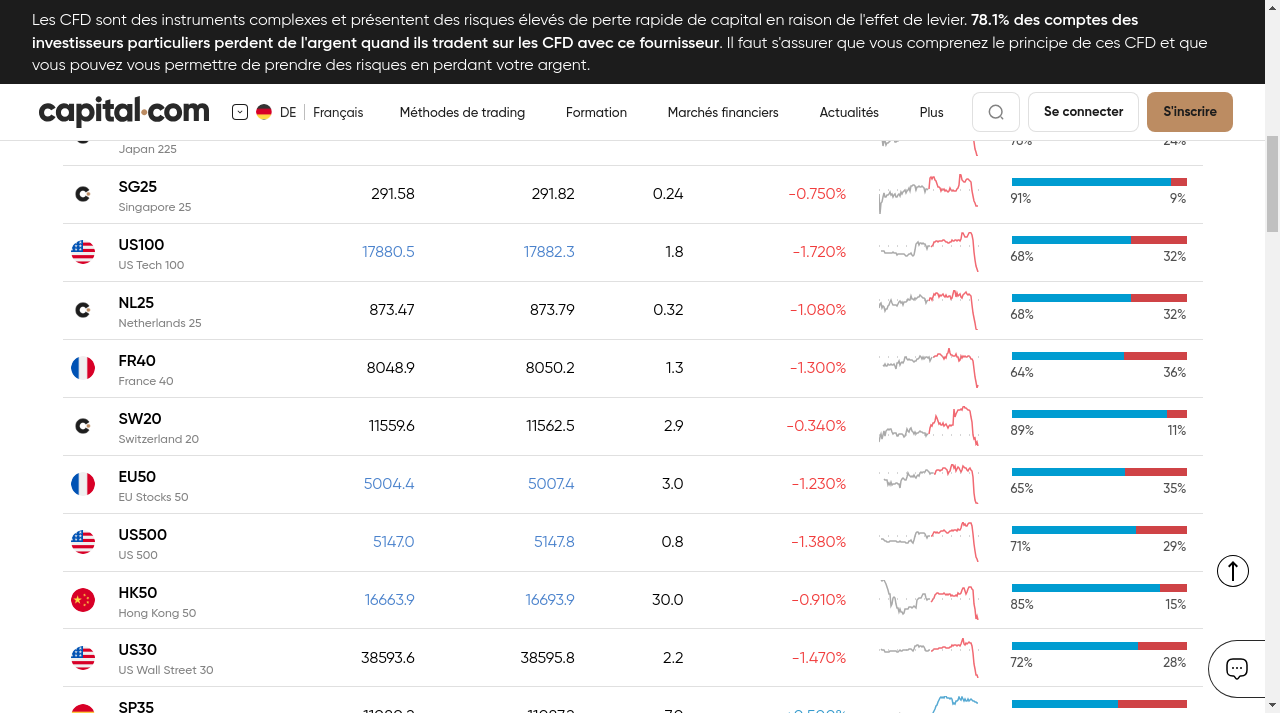 Les CFD sont des instruments complexes et présentent des risques élevés de perte rapide de capital en raison de l'effet de levier. 78.1% des comptes des
investisseurs particuliers perdent de l'argent quand ils tradent sur les CFD avec ce fournisseur. Il faut s'assurer que vous comprenez le principe de ces CFD et que
vous pouvez vous permettre de prendre des risques en perdant votre argent.
capital.com DE Français Méthodes de trading Formation Marchés financiers Actualités Plus Se connecter S'inscrire
Japan 225
SG25 291.58 291.82 0.24 -0.750%
Singapore 25 91% 9%
US100 17880.5 17882.3 1.8 -1.720%
US Tech 100 68% 32%
NL25 873.47 873.79 0.32 -1.080%
Netherlands 25 68% 32%
FR40 8048.9 8050.2 1.3 -1.300%
France 40 64% 36%
SW20 11559.6 11562.5 2.9 -0.340%
Switzerland 20 89% 11%
EU50 5004.4 5007.4 3.0 -1.230%
EU Stocks 50 65% 35%
US500 5147.0 5147.8 0.8 -1.380%
US 500 71% 29%
HK50 16663.9 16693.9 30.0 -0.910%
Hong Kong 50 85% 15%
US30 38593.6 38595.8 2.2 -1.470%
US Wall Street 30 72% 28%
SP35